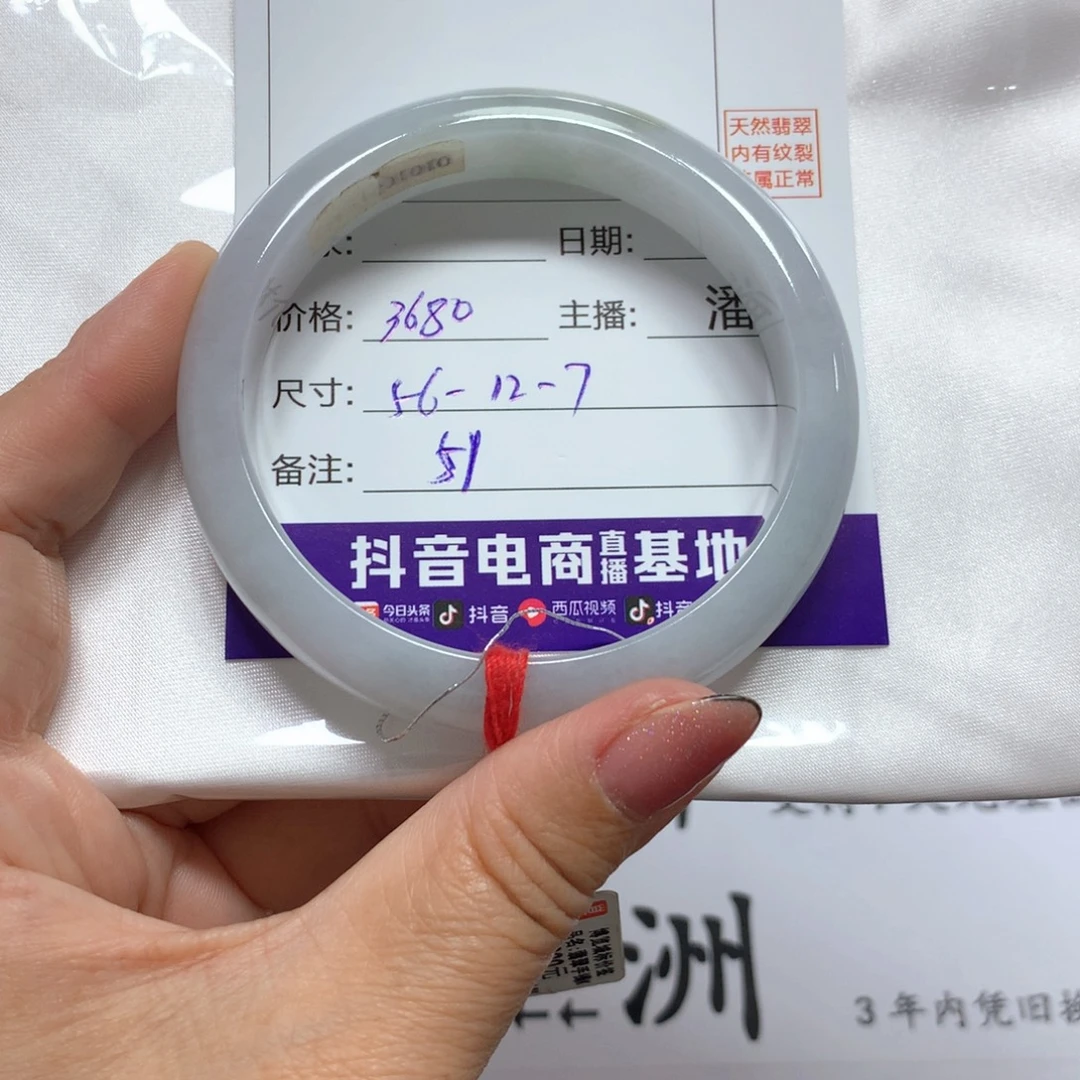 天然翡翠
内有纹裂
属正常
日期:
价格: 3680 主播: 潘
尺寸: 56-12-7
备注: 51
抖音电商直播基地
今日头条 抖音 西瓜视频 抖音
洲
3年内凭旧